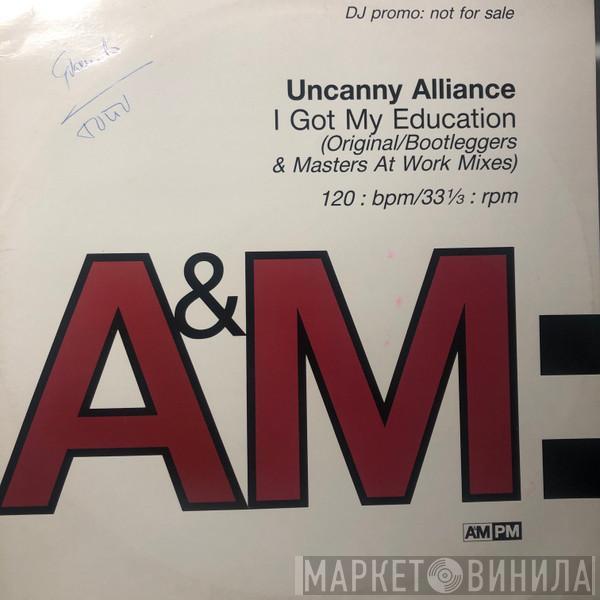 DJ promo: not for sale
Uncanny Alliance
I Got My Education
(Original/Bootleggers
& Masters At Work Mixes)
120 : bpm/33⅓ : rpm
A&M:
AM PM
МАРКЕТ ВИНИЛА